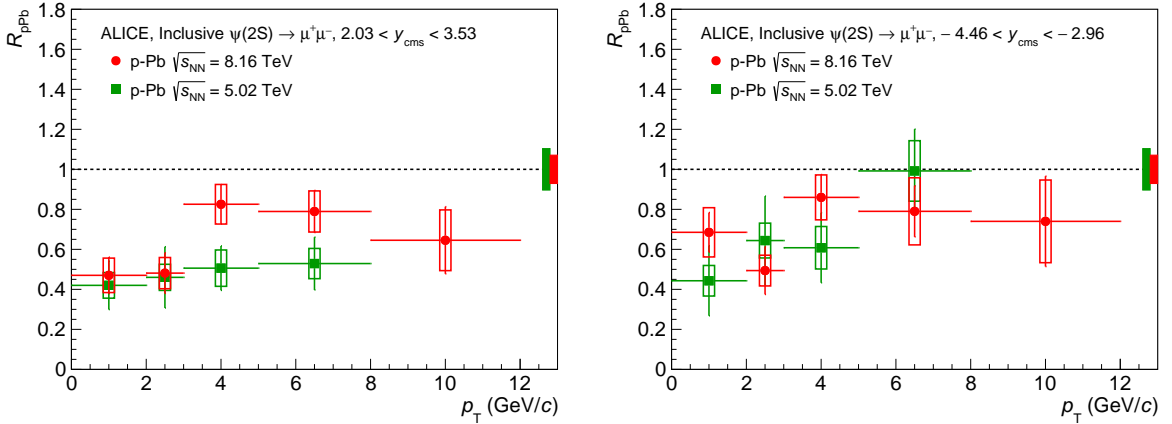 R_pPb
1.8
1.6
1.4
1.2
1
0.8
0.6
0.4
0.2
0
ALICE, Inclusive ψ(2S) → μ⁺μ⁻, 2.03 < y_cms < 3.53
p-Pb √s_NN = 8.16 TeV
p-Pb √s_NN = 5.02 TeV
0 2 4 6 8 10 12
p_T (GeV/c)
R_pPb
1.8
1.6
1.4
1.2
1
0.8
0.6
0.4
0.2
0
ALICE, Inclusive ψ(2S) → μ⁺μ⁻, − 4.46 < y_cms < − 2.96
p-Pb √s_NN = 8.16 TeV
p-Pb √s_NN = 5.02 TeV
0 2 4 6 8 10 12
p_T (GeV/c)